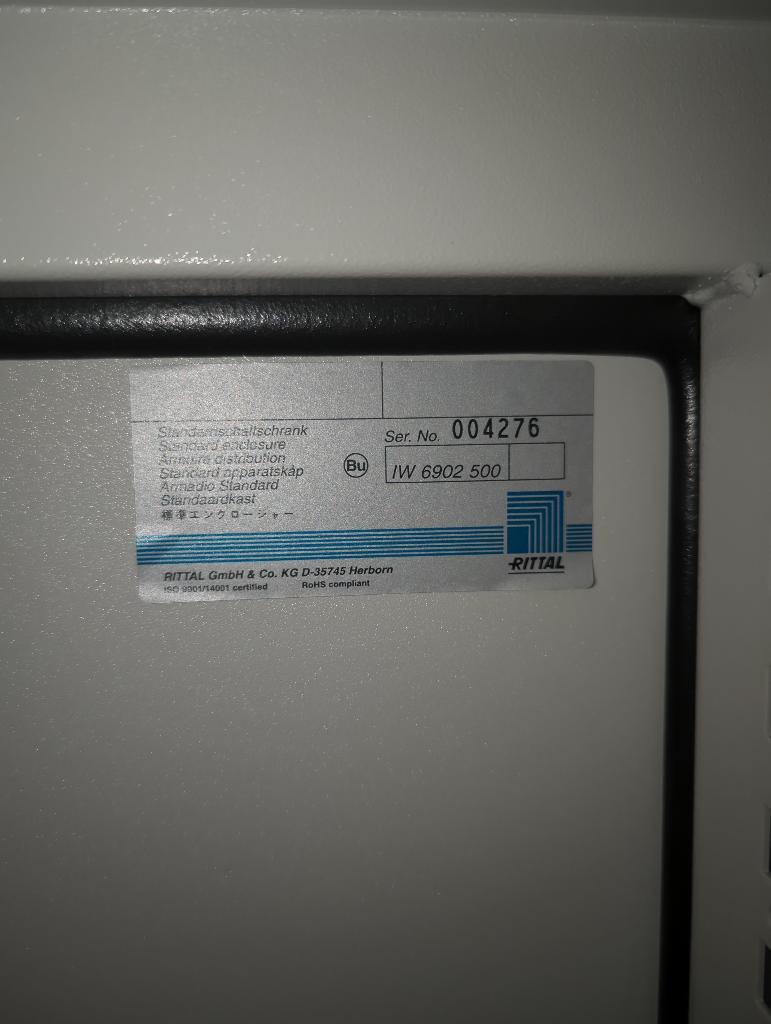 Standardschaltschrank
Standard enclosure
Armoire distribution
Standard apparatskåp
Armadio Standard
Standaardkast
標準エンクロージャー
Bu
Ser. No. 004276
IW 6902 500
®
RITTAL
RITTAL GmbH & Co. KG D-35745 Herborn
ISO 9001/14001 certified RoHS compliant